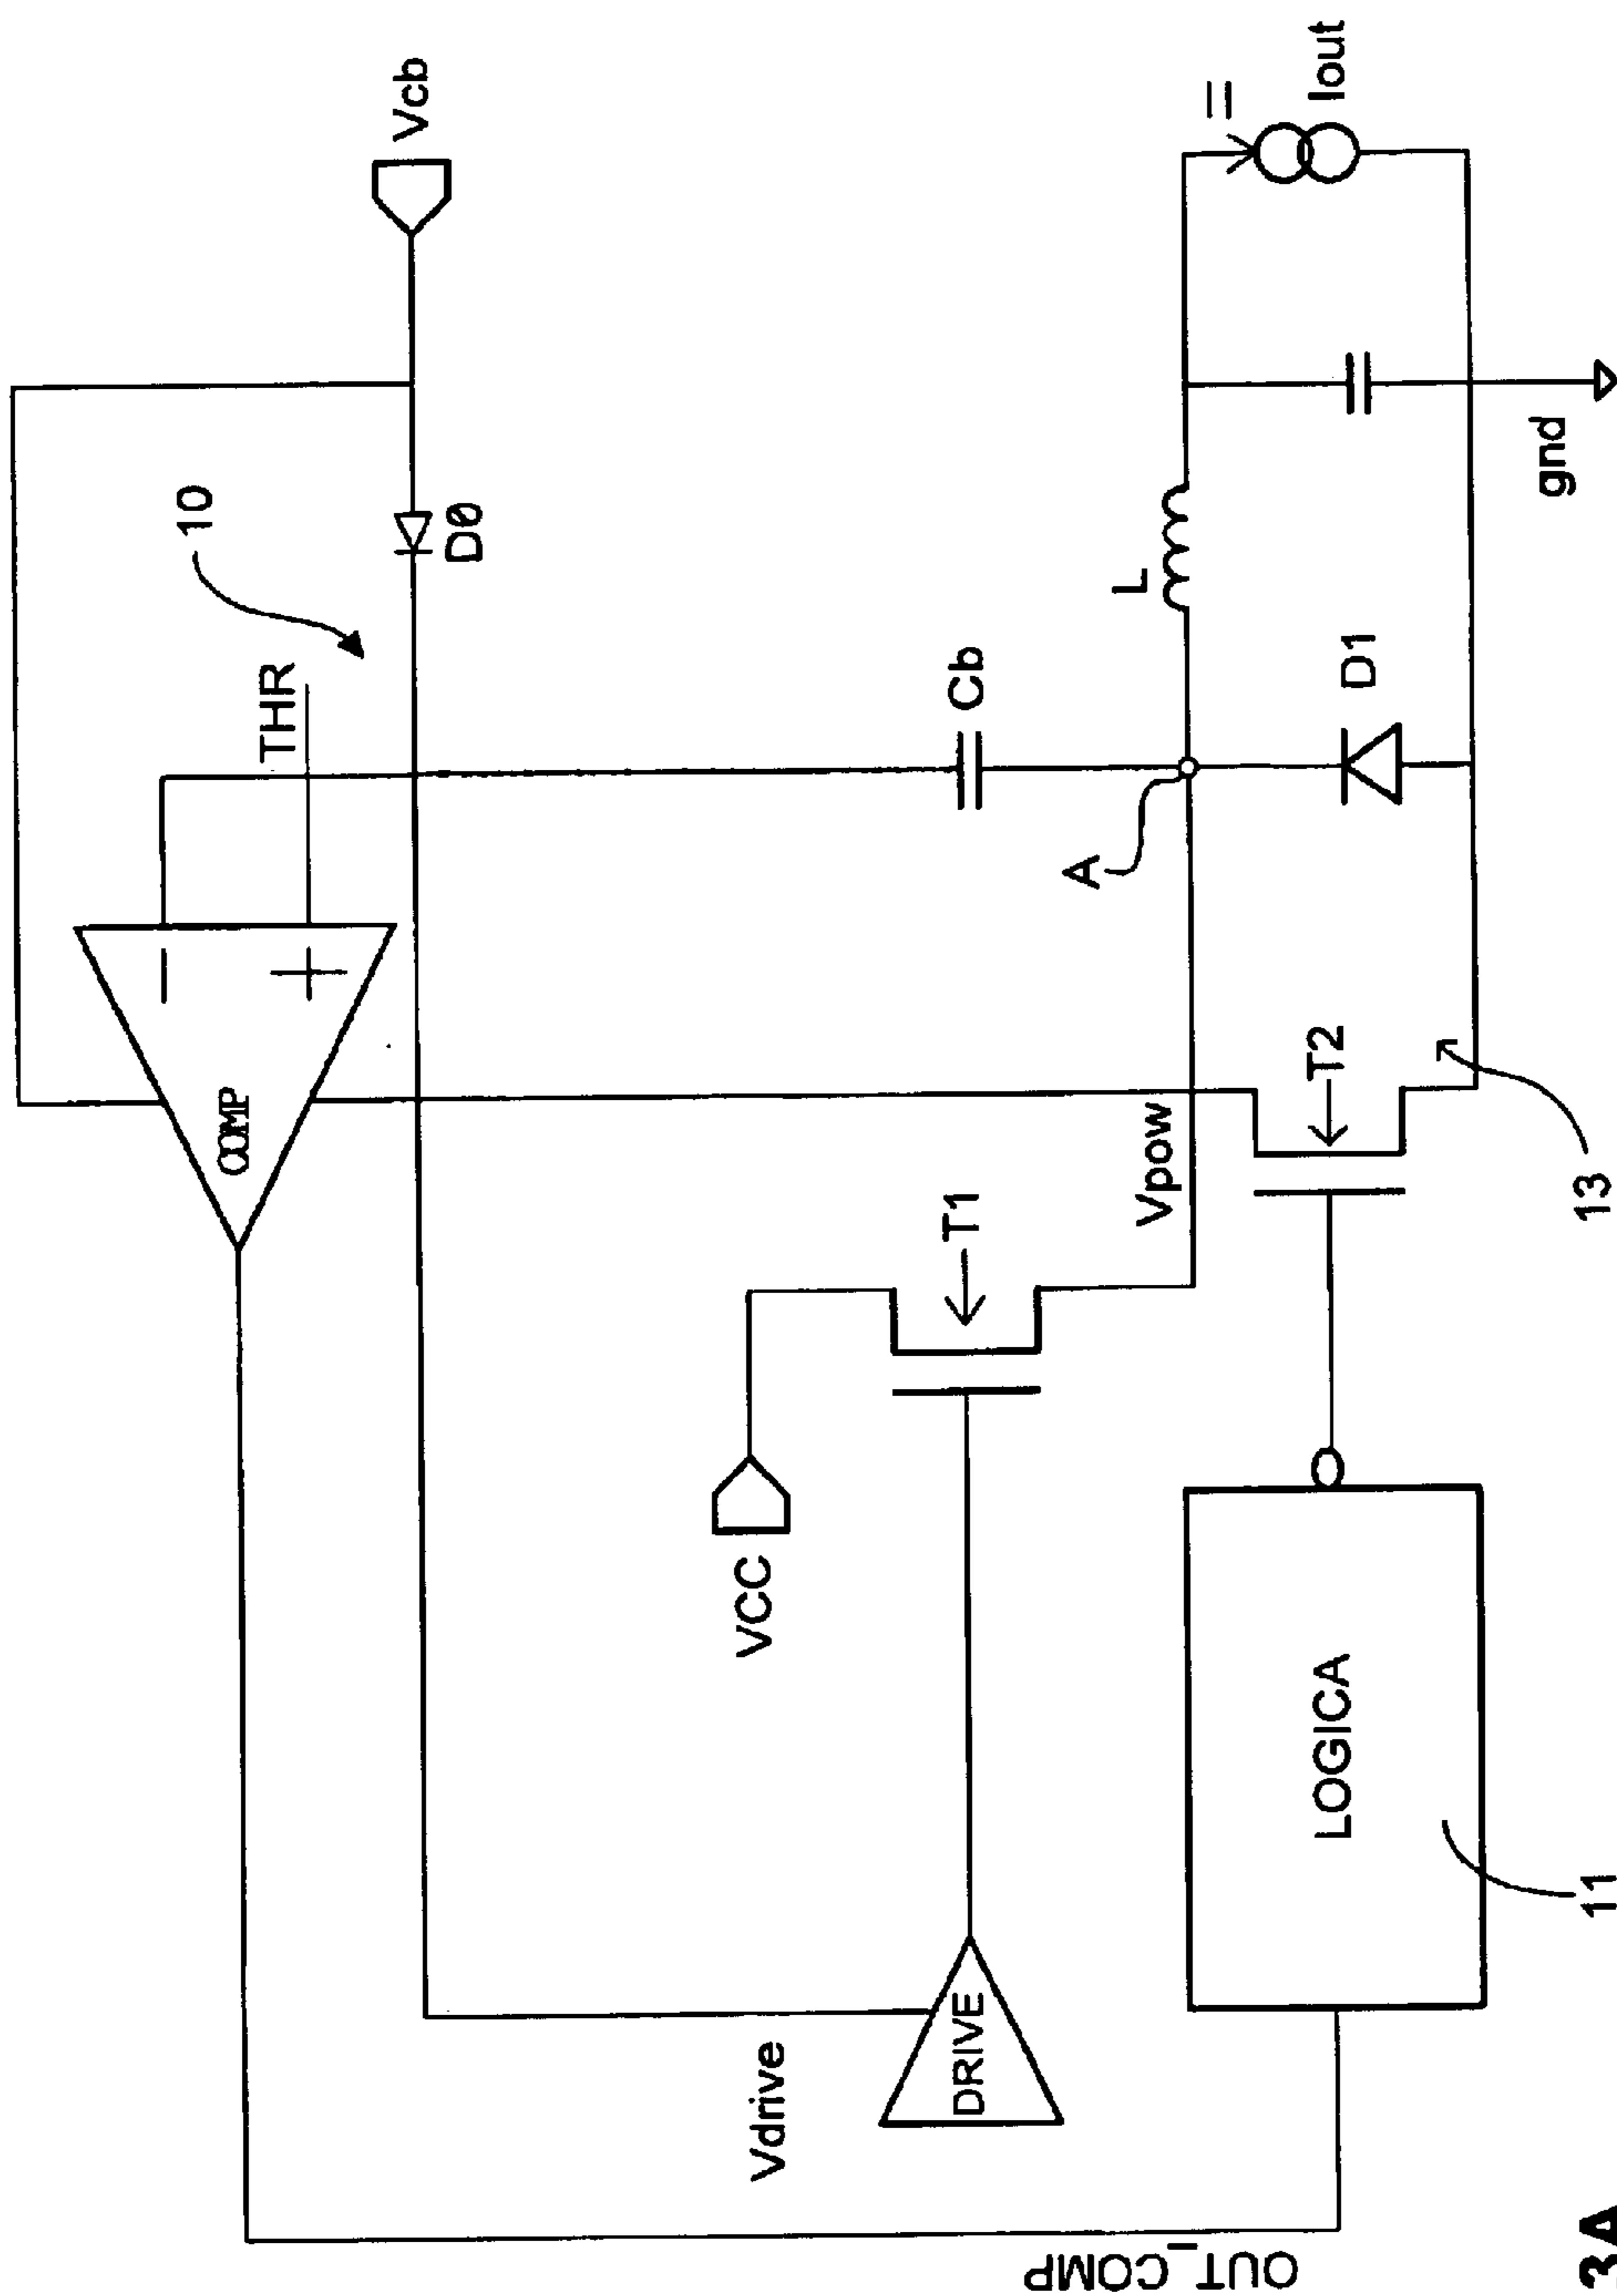 OUT_COMP
Vdrive
DRIVE
VCC
LOGICA
11
COMP
THR
10
D0
Vcb
T1
Vpow
T2
13
A
Cb
L
D1
gnd
Iout
3A